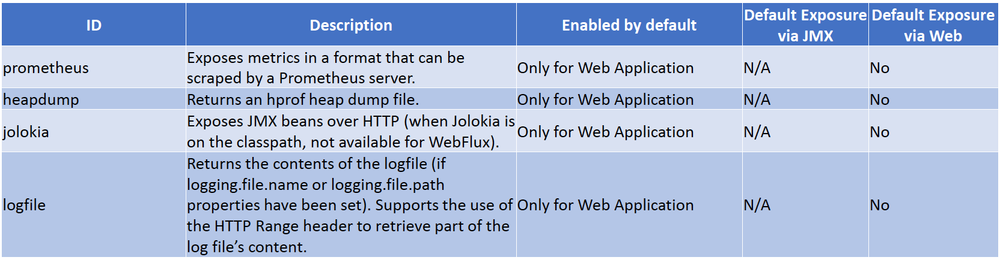 ID
Description
Enabled by default
Default Exposure
via JMX
Default Exposure
via Web
prometheus
Exposes metrics in a format that can be
scraped by a Prometheus server.
Only for Web Application
N/A
No
heapdump
Returns an hprof heap dump file.
Only for Web Application
N/A
No
jolokia
Exposes JMX beans over HTTP (when Jolokia is
on the classpath, not available for WebFlux).
Only for Web Application
N/A
No
logfile
Returns the contents of the logfile (if
logging.file.name or logging.file.path
properties have been set). Supports the use of
the HTTP Range header to retrieve part of the
log file’s content.
Only for Web Application
N/A
No